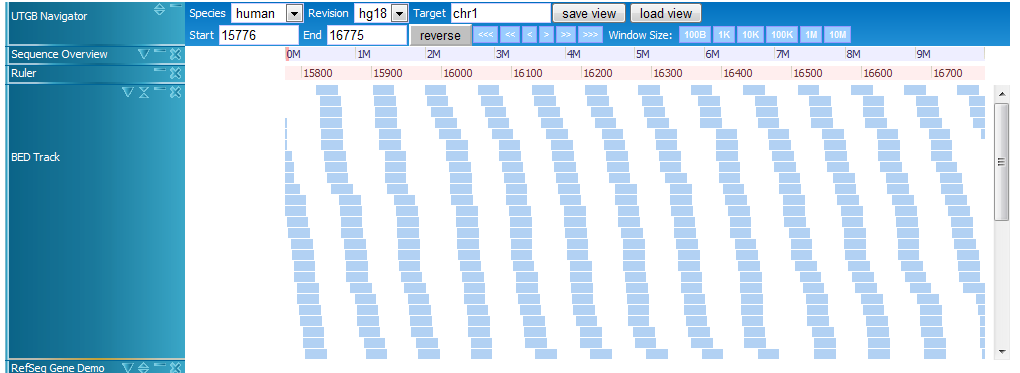 UTGB Navigator
Species human Revision hg18 Target chr1 save view load view
Start 15776 End 16775 reverse <<< << < > >> >>> Window Size: 100B 1K 10K 100K 1M 10M
Sequence Overview 0M 1M 2M 3M 4M 5M 6M 7M 8M 9M
Ruler 15800 15900 16000 16100 16200 16300 16400 16500 16600 16700
BED Track
RefSeq Gene Demo